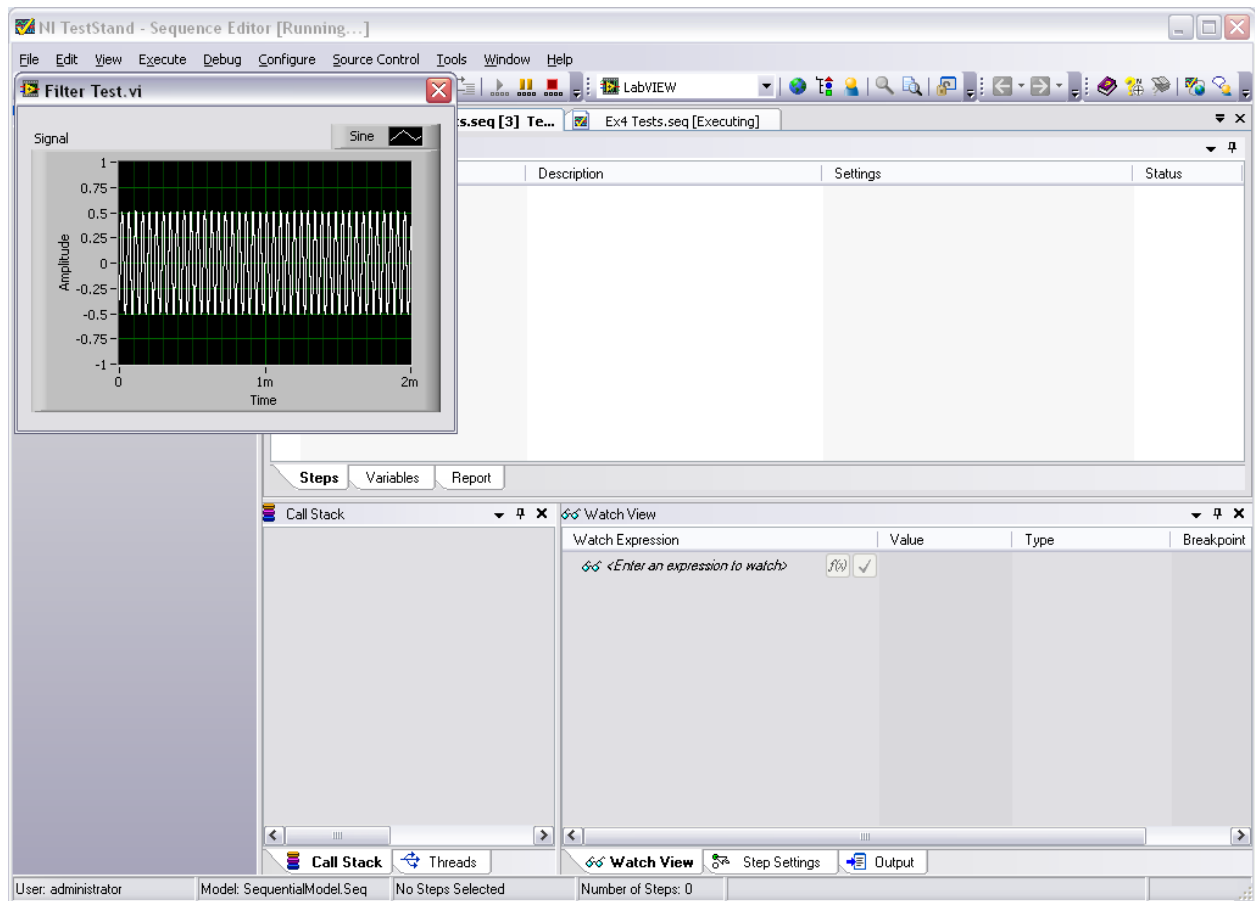 NI TestStand - Sequence Editor [Running...]
File Edit View Execute Debug Configure Source Control Tools Window Help
Filter Test.vi
LabVIEW
s.seq [3] Te...
Ex4 Tests.seq [Executing]
Signal
Sine
Description
Settings
Status
1
0.75
0.5
0.25
0
-0.25
-0.5
-0.75
-1
Amplitude
0
1m
2m
Time
Steps
Variables
Report
Call Stack
Watch View
Watch Expression
Value
Type
Breakpoint
<Enter an expression to watch>
f(x)
Call Stack
Threads
Watch View
Step Settings
Output
User: administrator
Model: SequentialModel.Seq
No Steps Selected
Number of Steps: 0